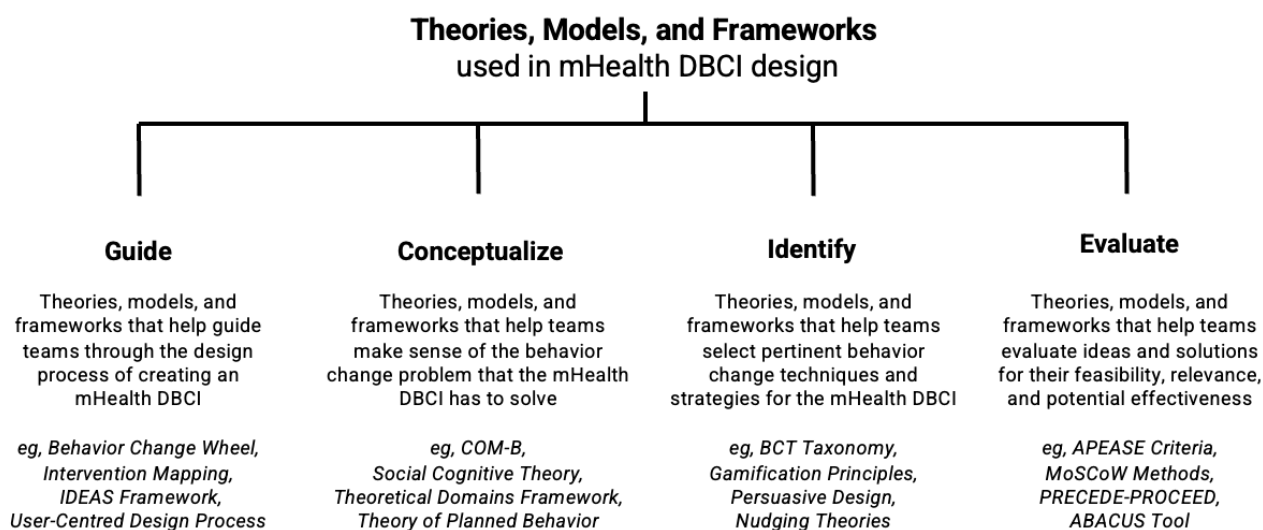 Theories, Models, and Frameworks
used in mHealth DBCI design
Guide
Theories, models, and
frameworks that help guide
teams through the design
process of creating an
mHealth DBCI
eg, Behavior Change Wheel,
Intervention Mapping,
IDEAS Framework,
User-Centred Design Process
Conceptualize
Theories, models, and
frameworks that help teams
make sense of the behavior
change problem that the mHealth
DBCI has to solve
eg, COM-B,
Social Cognitive Theory,
Theoretical Domains Framework,
Theory of Planned Behavior
Identify
Theories, models, and
frameworks that help teams
select pertinent behavior
change techniques and
strategies for the mHealth DBCI
eg, BCT Taxonomy,
Gamification Principles,
Persuasive Design,
Nudging Theories
Evaluate
Theories, models, and
frameworks that help teams
evaluate ideas and solutions
for their feasibility, relevance,
and potential effectiveness
eg, APEASE Criteria,
MoSCoW Methods,
PRECEDE-PROCEED,
ABACUS Tool